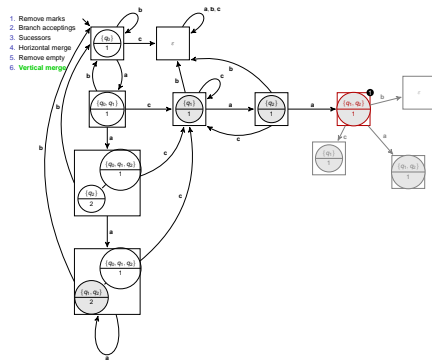 1. Remove marks
2. Branch acceptings
3. Sucessors
4. Horizontal merge
5. Remove empty
6. Vertical merge
b
a, b, c
{q₀}
1
c
ε
b
a
b
b
c
b
{q₀, q₁}
1
c
{q₁}
1
a
{q₂}
1
a
{q₁, q₂}
1
1
b
ε
c
a
c
{q₁}
1
a
{q₁, q₂}
1
b
{q₀, q₁, q₂}
1
{q₂}
2
c
c
a
{q₀, q₁, q₂}
1
{q₁, q₂}
2
a